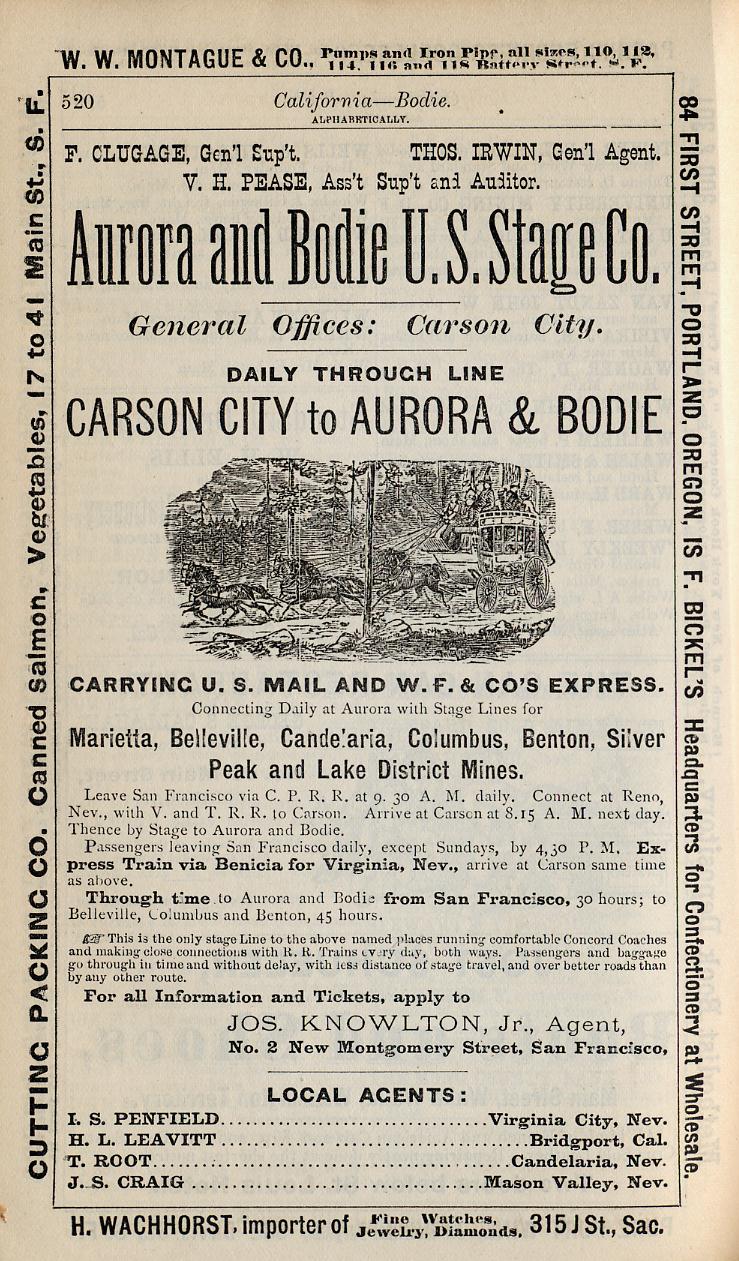 W. W. MONTAGUE & CO., Pumps and Iron Pipe, all sizes, 110, 112,
114, 116 and 118 Battery Street, S. F.
CUTTING PACKING CO. Canned Salmon, Vegetables, 17 to 41 Main St., S. F.
520 California—Bodie.
ALPHABETICALLY.
F. CLUGAGE, Gen'l Sup't. THOS. IRWIN, Gen'l Agent.
V. H. PEASE, Ass't Sup't and Auditor.
Aurora and Bodie U.S. Stage Co.
General Offices: Carson City.
DAILY THROUGH LINE
CARSON CITY to AURORA & BODIE
CARRYING U. S. MAIL AND W. F. & CO'S EXPRESS.
Connecting Daily at Aurora with Stage Lines for
Marietta, Belleville, Candelaria, Columbus, Benton, Silver
Peak and Lake District Mines.
Leave San Francisco via C. P. R. R. at 9. 30 A. M. daily. Connect at Reno,
Nev., with V. and T. R. R. to Carson. Arrive at Carson at 8.15 A. M. next day.
Thence by Stage to Aurora and Bodie.
Passengers leaving San Francisco daily, except Sundays, by 4,30 P. M. Ex-
press Train via Benicia for Virginia, Nev., arrive at Carson same time
as above.
Through time to Aurora and Bodie from San Francisco, 30 hours; to
Belleville, Columbus and Benton, 45 hours.
☞ This is the only stage Line to the above named places running comfortable Concord Coaches
and making close connections with R. R. Trains every day, both ways. Passengers and baggage
go through in time and without delay, with less distance of stage travel, and over better roads than
by any other route.
For all Information and Tickets, apply to
JOS. KNOWLTON, Jr., Agent,
No. 2 New Montgomery Street, San Francisco,
LOCAL AGENTS:
I. S. PENFIELD..............................Virginia City, Nev.
H. L. LEAVITT..................................Bridgport, Cal.
T. ROOT.......................................Candelaria, Nev.
J. S. CRAIG ................................Mason Valley, Nev.
84 FIRST STREET, PORTLAND, OREGON, IS F. BICKEL'S Headquarters for Confectionery at Wholesale.
H. WACHHORST, importer of Fine Watches, Jewelry, Diamonds, 315 J St., Sac.